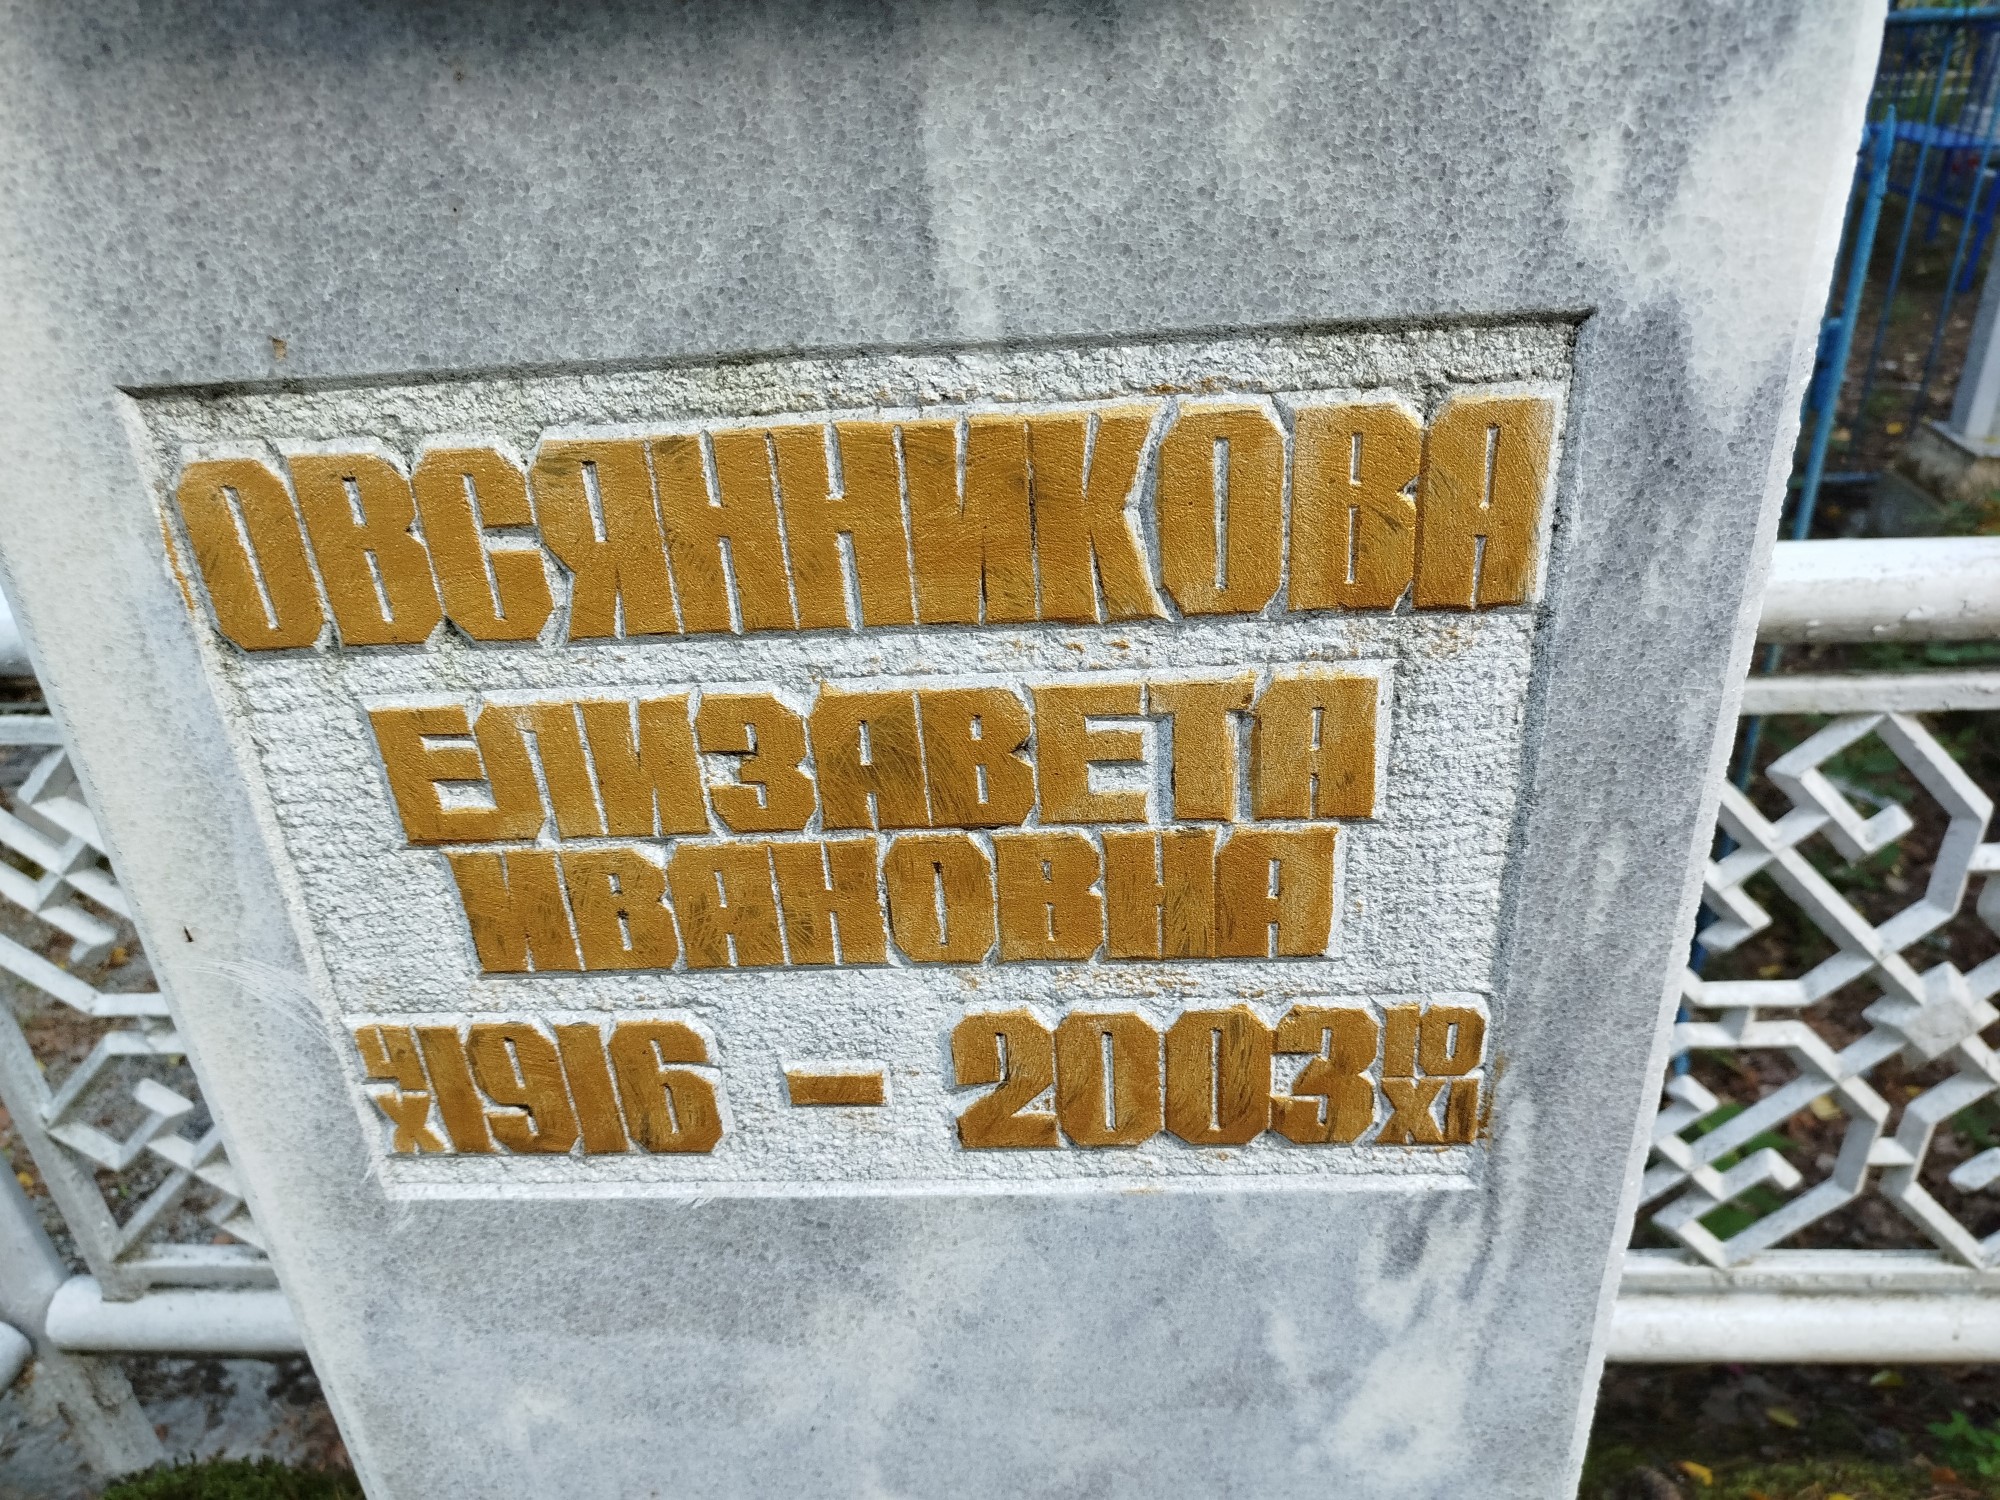 ОВСЯННИКОВА
ЕЛИЗАВЕТА
ИВАНОВНА
4/X 1916 – 2003 10/XI